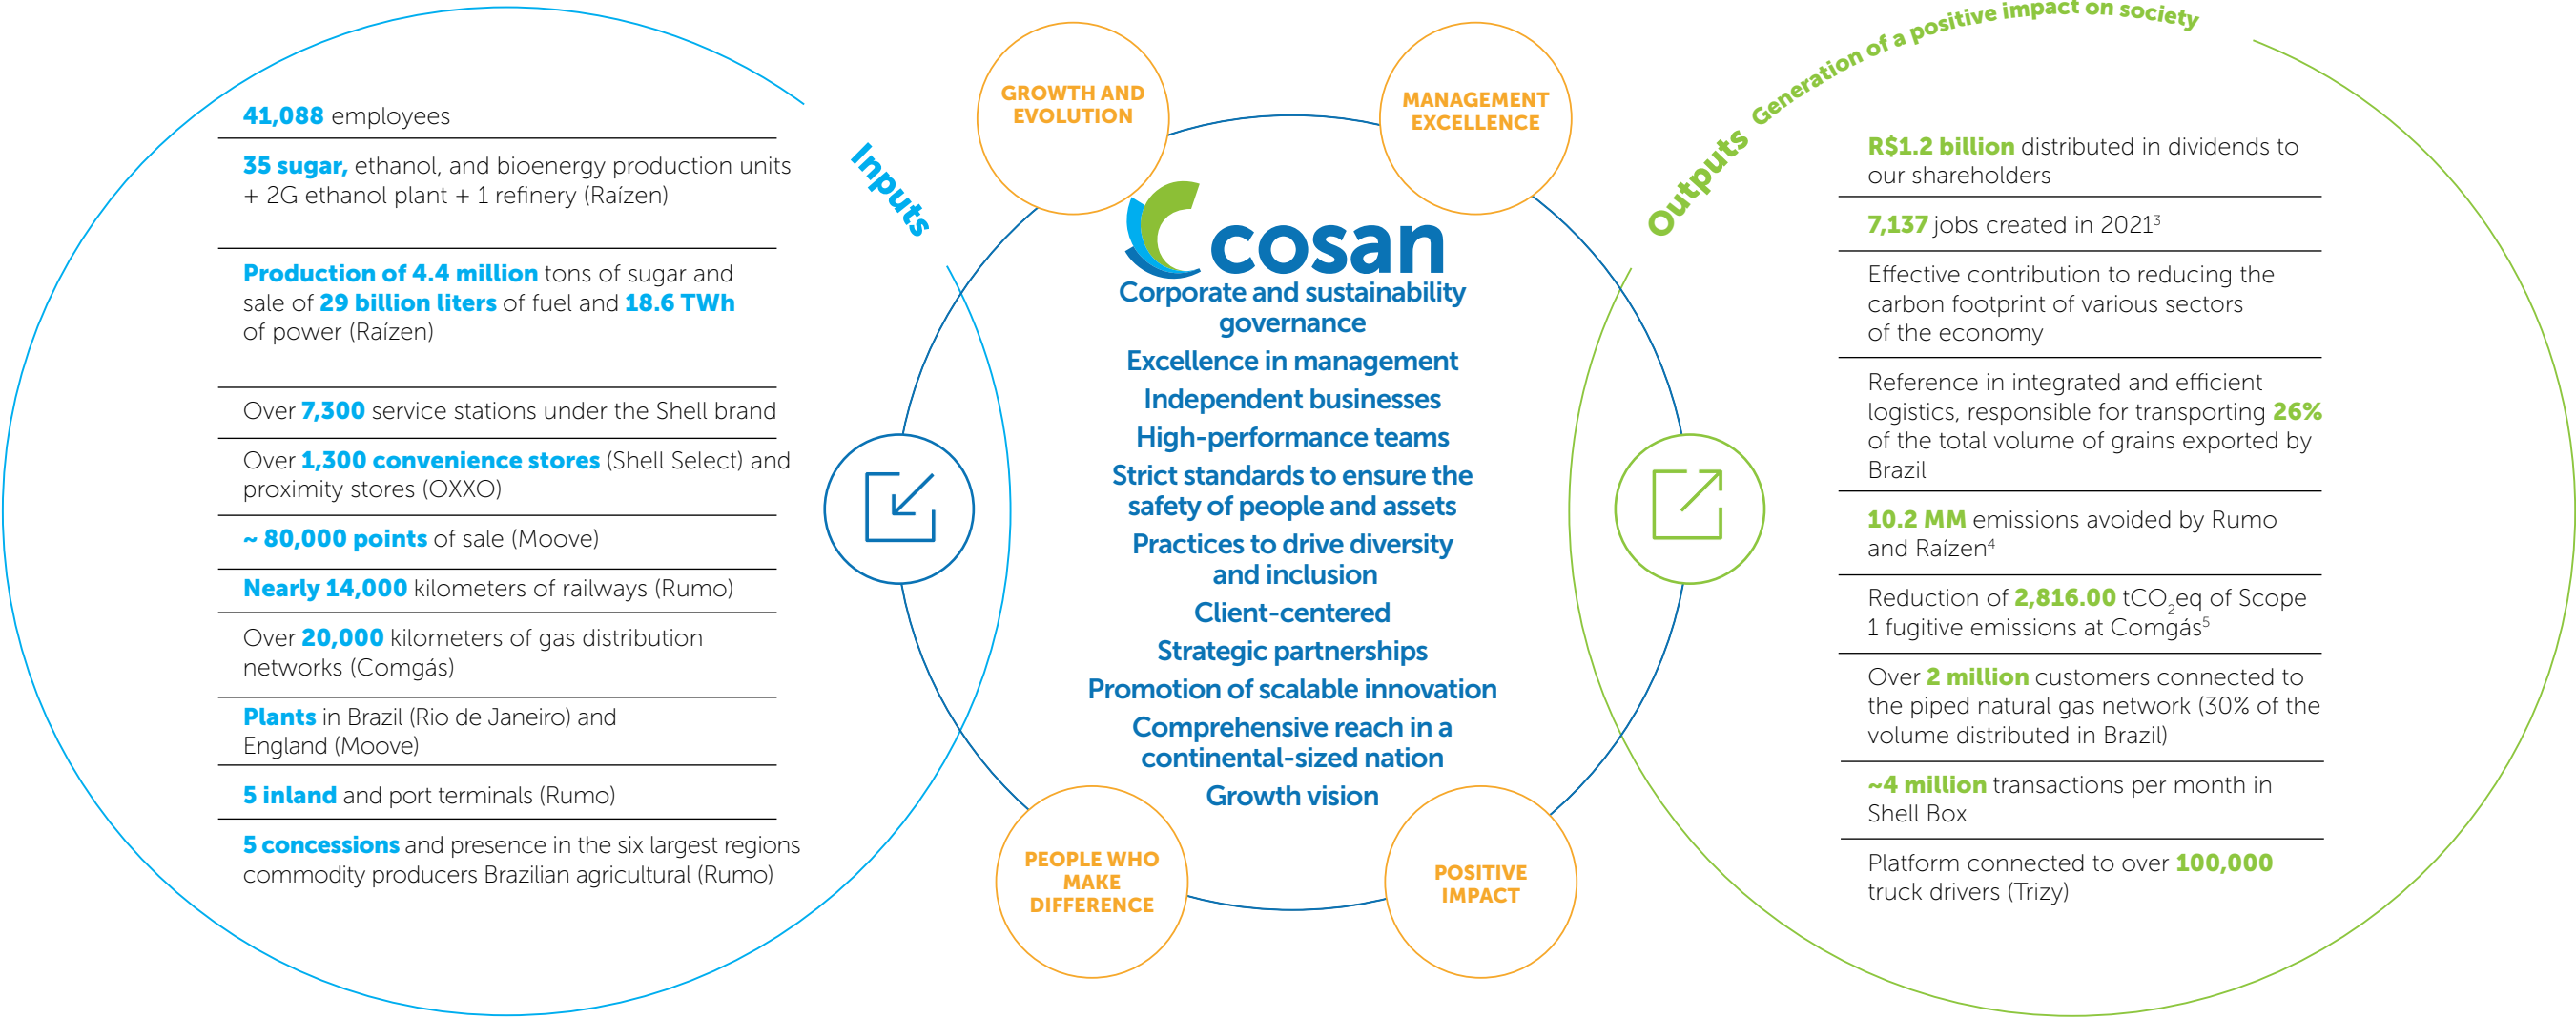 41,088 employees
35 sugar, ethanol, and bioenergy production units
+ 2G ethanol plant + 1 refinery (Raízen)
Production of 4.4 million tons of sugar and
sale of 29 billion liters of fuel and 18.6 TWh
of power (Raízen)
Over 7,300 service stations under the Shell brand
Over 1,300 convenience stores (Shell Select) and
proximity stores (OXXO)
~ 80,000 points of sale (Moove)
Nearly 14,000 kilometers of railways (Rumo)
Over 20,000 kilometers of gas distribution
networks (Comgás)
Plants in Brazil (Rio de Janeiro) and
England (Moove)
5 inland and port terminals (Rumo)
5 concessions and presence in the six largest regions
commodity producers Brazilian agricultural (Rumo)
Inputs
GROWTH AND
EVOLUTION
MANAGEMENT
EXCELLENCE
cosan
Corporate and sustainability
governance
Excellence in management
Independent businesses
High-performance teams
Strict standards to ensure the
safety of people and assets
Practices to drive diversity
and inclusion
Client-centered
Strategic partnerships
Promotion of scalable innovation
Comprehensive reach in a
continental-sized nation
Growth vision
PEOPLE WHO
MAKE
DIFFERENCE
POSITIVE
IMPACT
Outputs
Generation of a positive impact on society
R$1.2 billion distributed in dividends to
our shareholders
7,137 jobs created in 2021³
Effective contribution to reducing the
carbon footprint of various sectors
of the economy
Reference in integrated and efficient
logistics, responsible for transporting 26%
of the total volume of grains exported by
Brazil
10.2 MM emissions avoided by Rumo
and Raízen⁴
Reduction of 2,816.00 tCO₂eq of Scope
1 fugitive emissions at Comgás⁵
Over 2 million customers connected to
the piped natural gas network (30% of the
volume distributed in Brazil)
~4 million transactions per month in
Shell Box
Platform connected to over 100,000
truck drivers (Trizy)